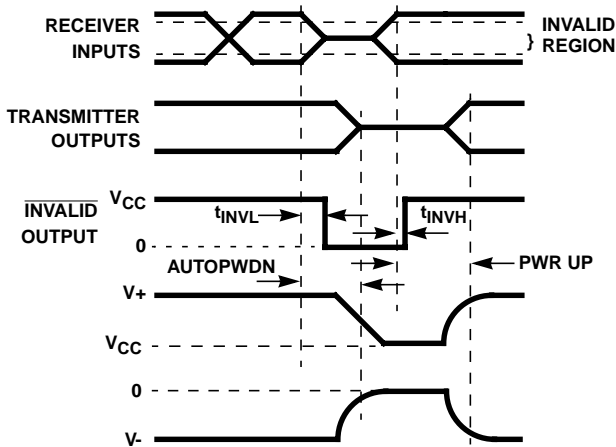 RECEIVER
INPUTS
} INVALID
REGION
TRANSMITTER
OUTPUTS
INVALID
OUTPUT
VCC
0
tINVL
tINVH
AUTOPWDN
PWR UP
V+
VCC
0
V-